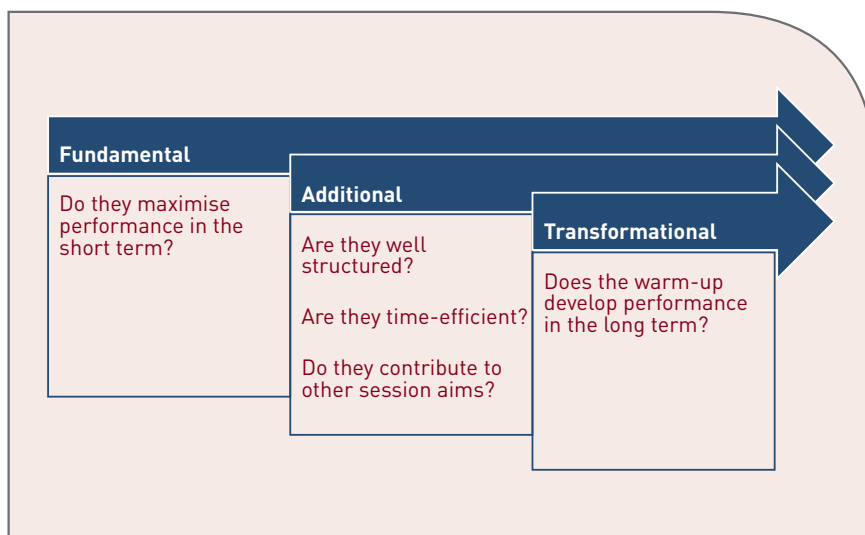 Fundamental
Do they maximise
performance in the
short term?
Additional
Are they well
structured?
Are they time-efficient?
Do they contribute to
other session aims?
Transformational
Does the warm-up
develop performance
in the long term?